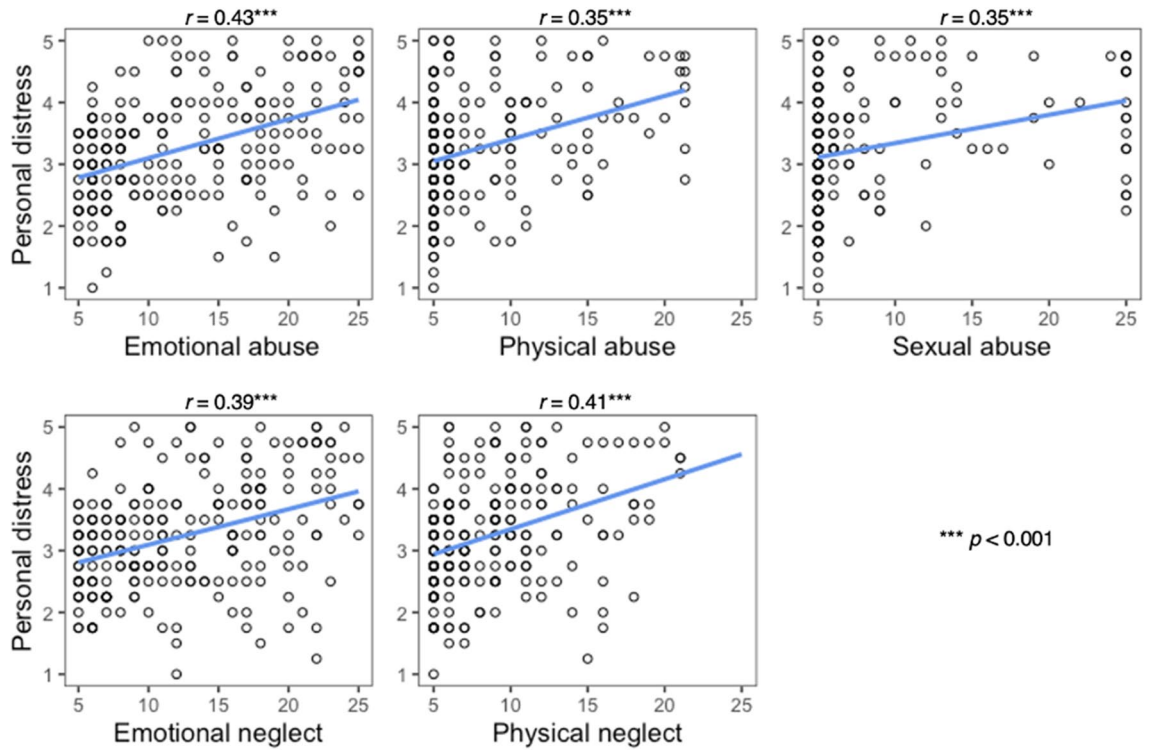 r = 0.43***
r = 0.35***
r = 0.35***
Personal distress
5
4
3
2
1
5 10 15 20 25
5
4
3
2
1
5 10 15 20 25
5
4
3
2
1
5 10 15 20 25
Emotional abuse
Physical abuse
Sexual abuse
r = 0.39***
r = 0.41***
Personal distress
5
4
3
2
1
5 10 15 20 25
5
4
3
2
1
5 10 15 20 25
Emotional neglect
Physical neglect
*** p < 0.001